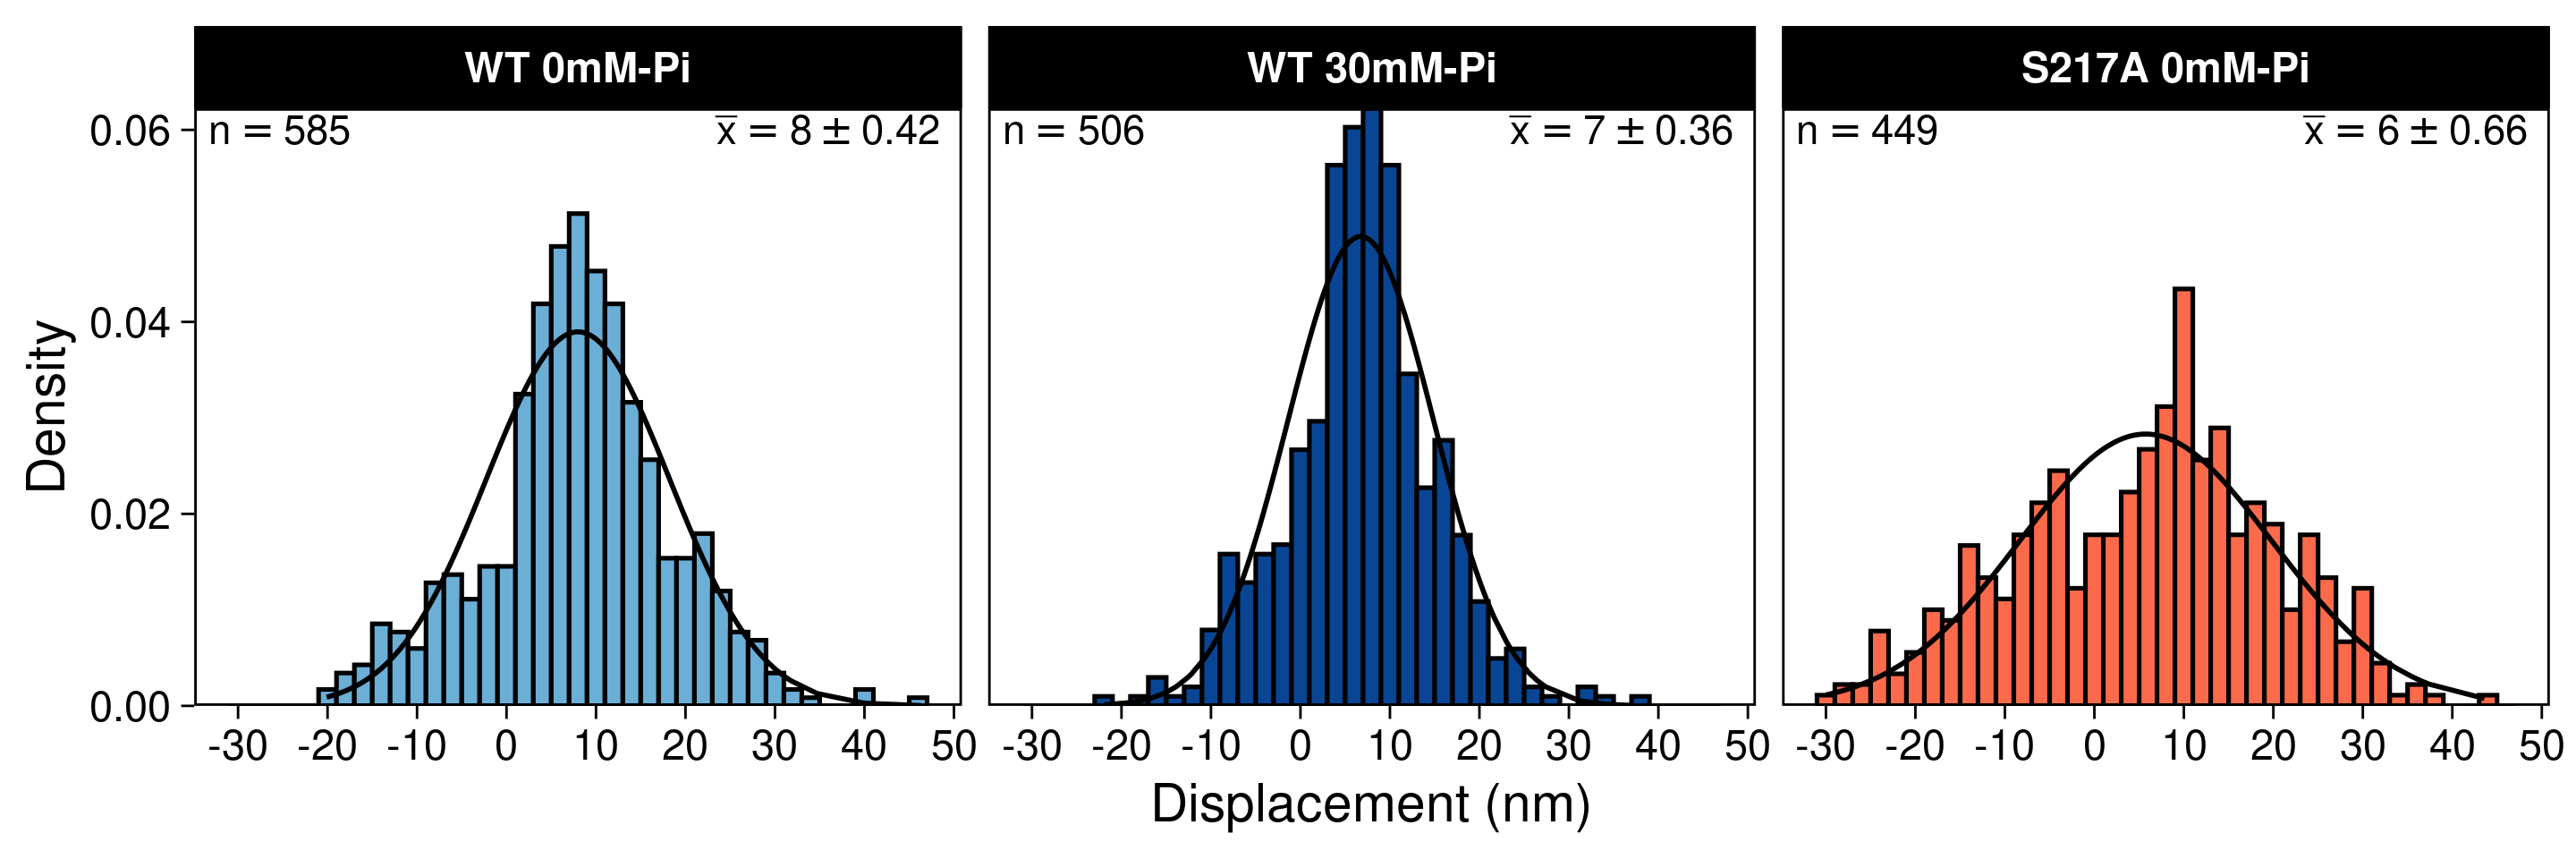 WT 0mM-Pi
WT 30mM-Pi
S217A 0mM-Pi
n = 585
x̅ = 8 ± 0.42
n = 506
x̅ = 7 ± 0.36
n = 449
x̅ = 6 ± 0.66
Density
0.06
0.04
0.02
0.00
-30 -20 -10 0 10 20 30 40 50
-30 -20 -10 0 10 20 30 40 50
-30 -20 -10 0 10 20 30 40 50
Displacement (nm)